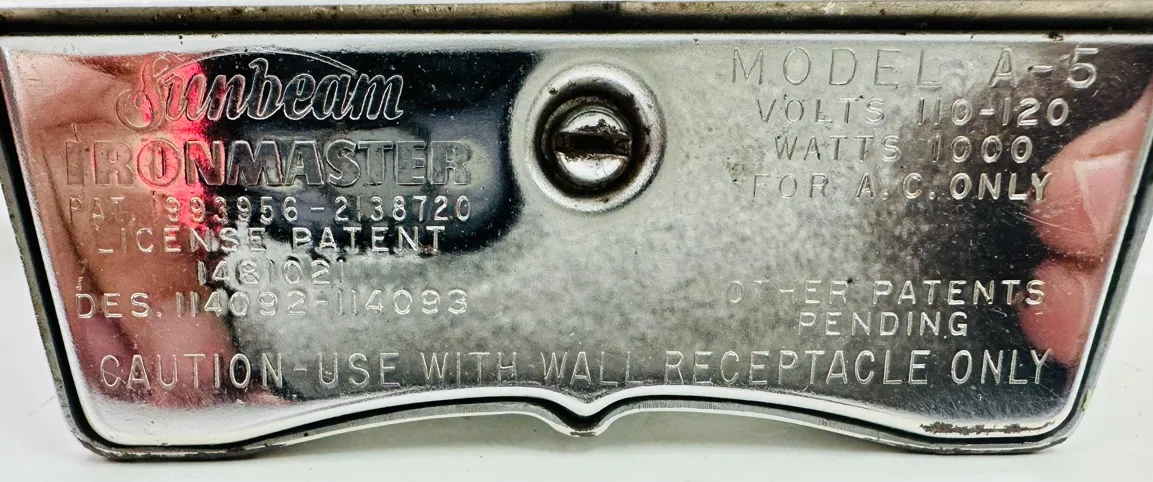 Sunbeam
IRONMASTER
PAT. 1993956-2138720
LICENSE PATENT
1481021
DES. 114092-114093
MODEL A-5
VOLTS 110-120
WATTS 1000
FOR A.C. ONLY
OTHER PATENTS
PENDING
CAUTION-USE WITH WALL RECEPTACLE ONLY